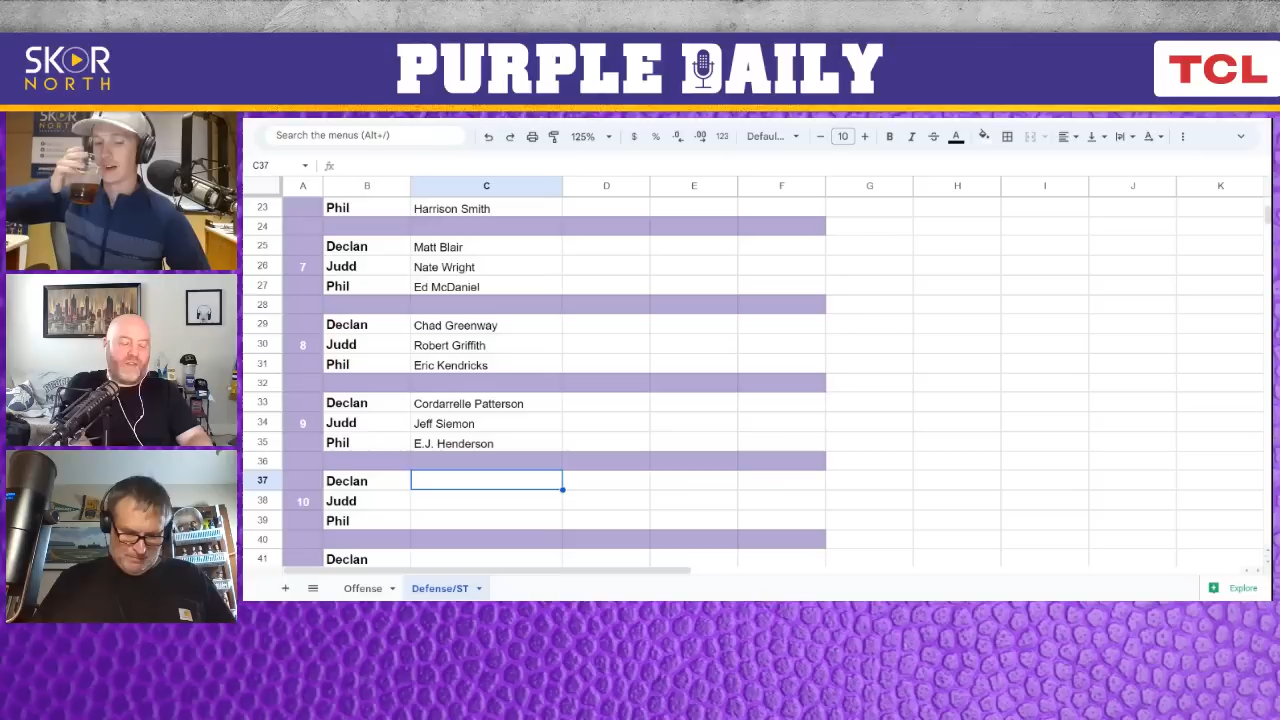 SKOR
NORTH
PURPLE DAILY
TCL
SKOR
NORTH
Search the menus (Alt+/)
125%
$ % .0 .00 123
Defaul...
− 10 +
B I S A
C37
fx
A B C D E F G H I J K
23 Phil Harrison Smith
24
25 Declan Matt Blair
26 7 Judd Nate Wright
27 Phil Ed McDaniel
28
29 Declan Chad Greenway
30 8 Judd Robert Griffith
31 Phil Eric Kendricks
32
33 Declan Cordarrelle Patterson
34 9 Judd Jeff Siemon
35 Phil E.J. Henderson
36
37 Declan
38 10 Judd
39 Phil
40
41 Declan
+ Offense Defense/ST Explore